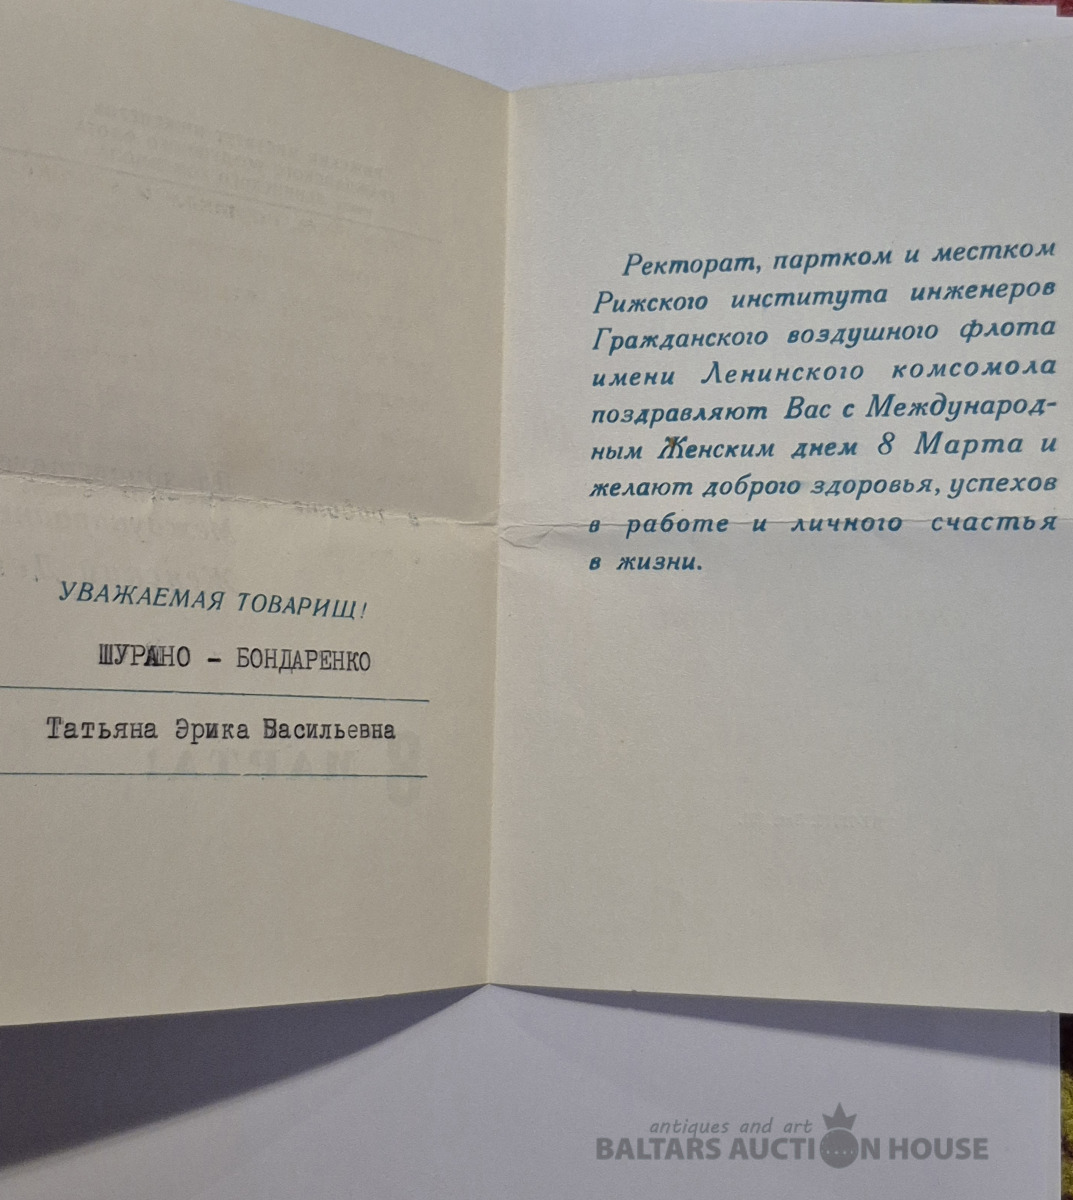 УВАЖАЕМАЯ ТОВАРИЩ!
ШУРАНО – БОНДАРЕНКО
Татьяна Эрика Васильевна
Ректорат, партком и местком
Рижского института инженеров
Гражданского воздушного флота
имени Ленинского комсомола
поздравляют Вас с Международ-
ным Женским днем 8 Марта и
желают доброго здоровья, успехов
в работе и личного счастья
в жизни.
antiques and art
BALTARS AUCTION HOUSE